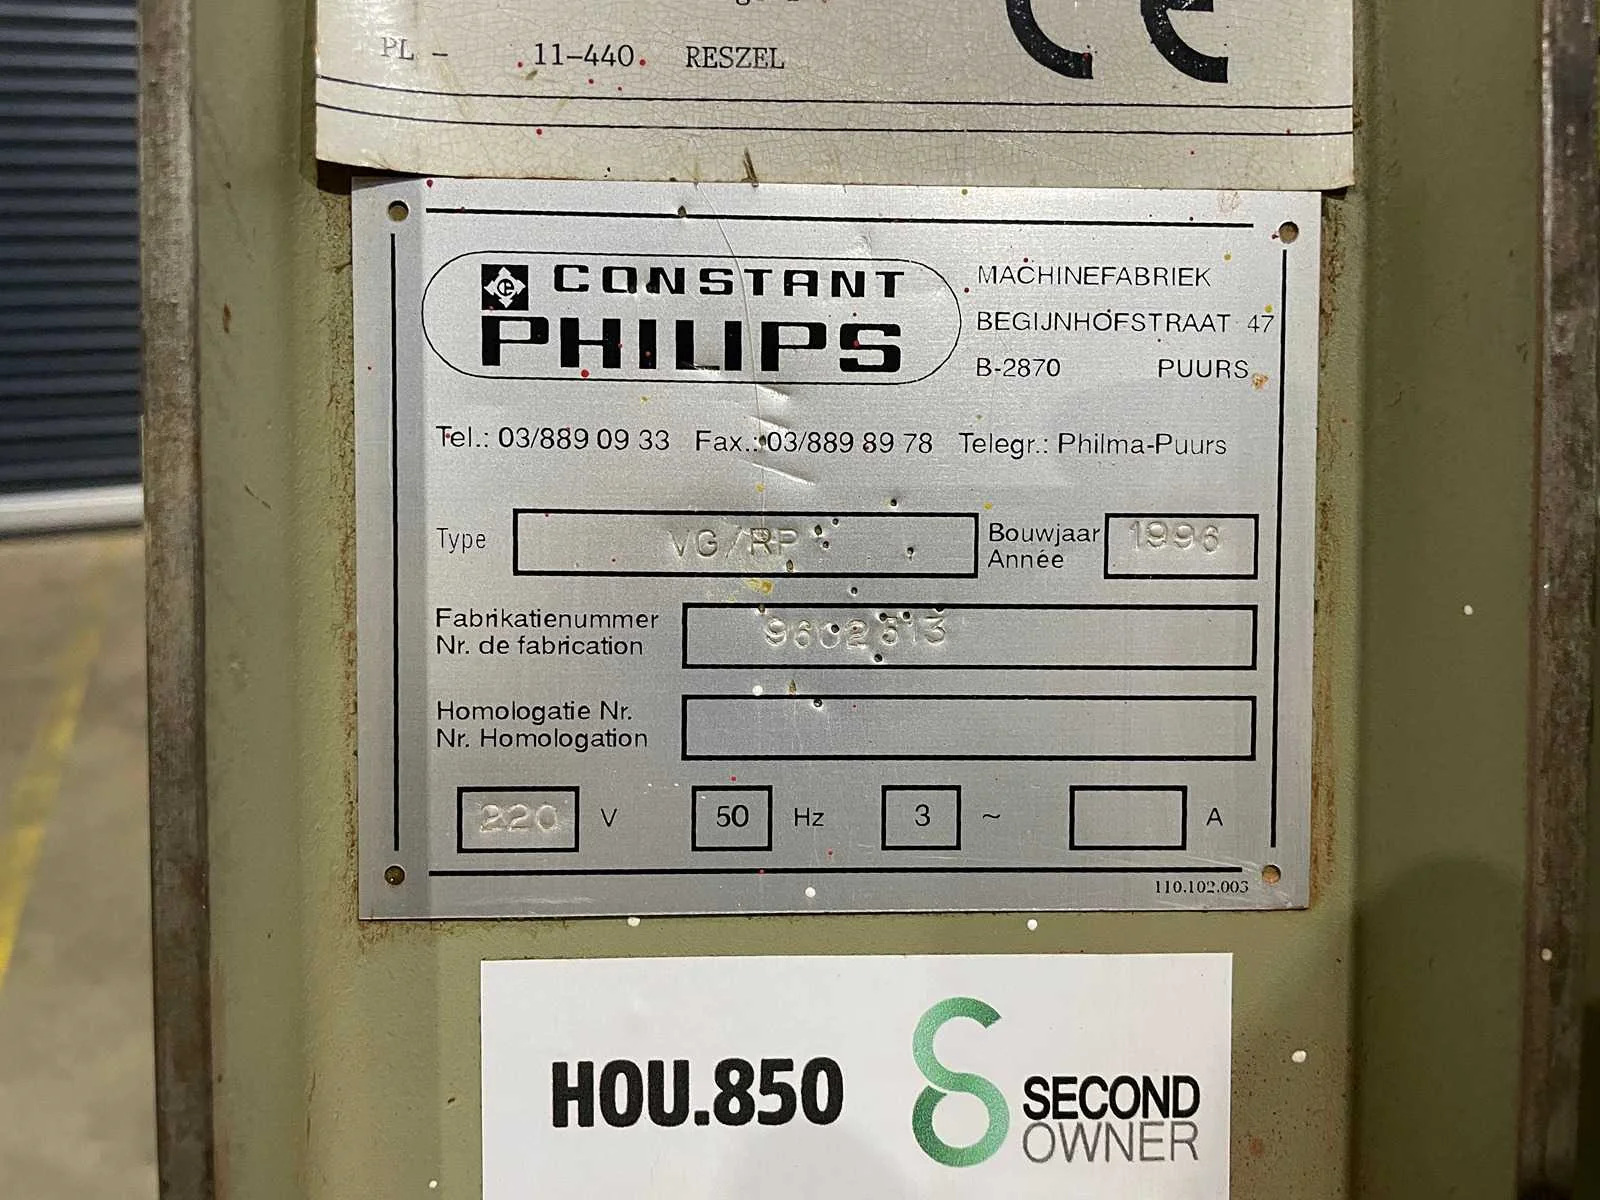 PL - 11-440. RESZEL
CE
CONSTANT
PHILIPS
MACHINEFABRIEK
BEGIJNHOFSTRAAT 47
B-2870 PUURS
Tel.: 03/889 09 33 Fax.: 03/889 89 78 Telegr.: Philma-Puurs
Type VG/RP Bouwjaar 1996
Année
Fabrikatienummer 9602513
Nr. de fabrication
Homologatie Nr.
Nr. Homologation
220 V 50 Hz 3 ~ A
110.102.003
HOU.850
SECOND
OWNER